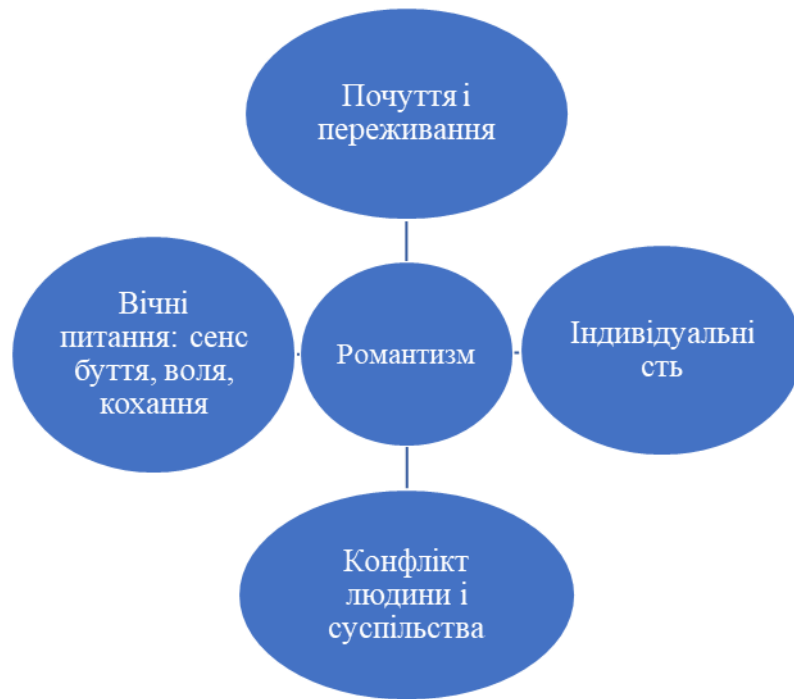 Почуття і
переживання
Вічні
питання: сенс
буття, воля,
кохання
Романтизм
Індивідуальні
сть
Конфлікт
людини і
суспільства